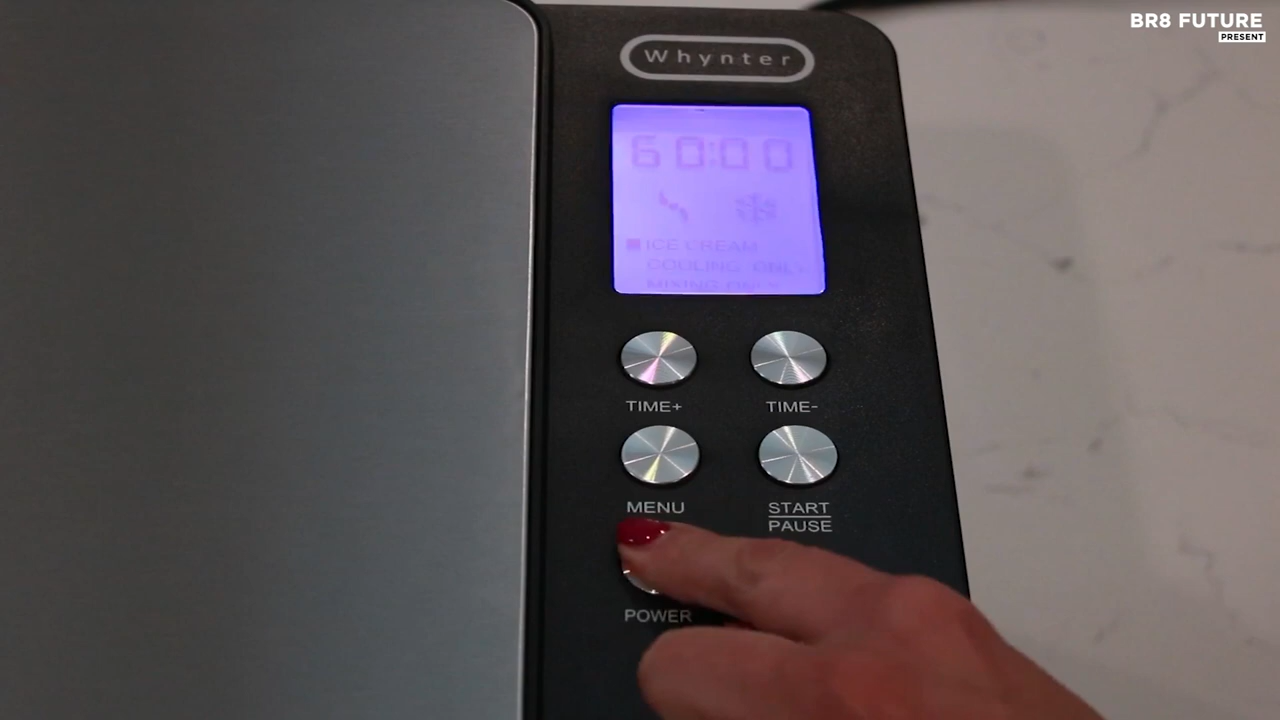 BR8 FUTURE
PRESENT
Whynter
60:00
ICE CREAM
COOLING ONLY
MIXING ONLY
TIME+ TIME-
MENU START
PAUSE
POWER